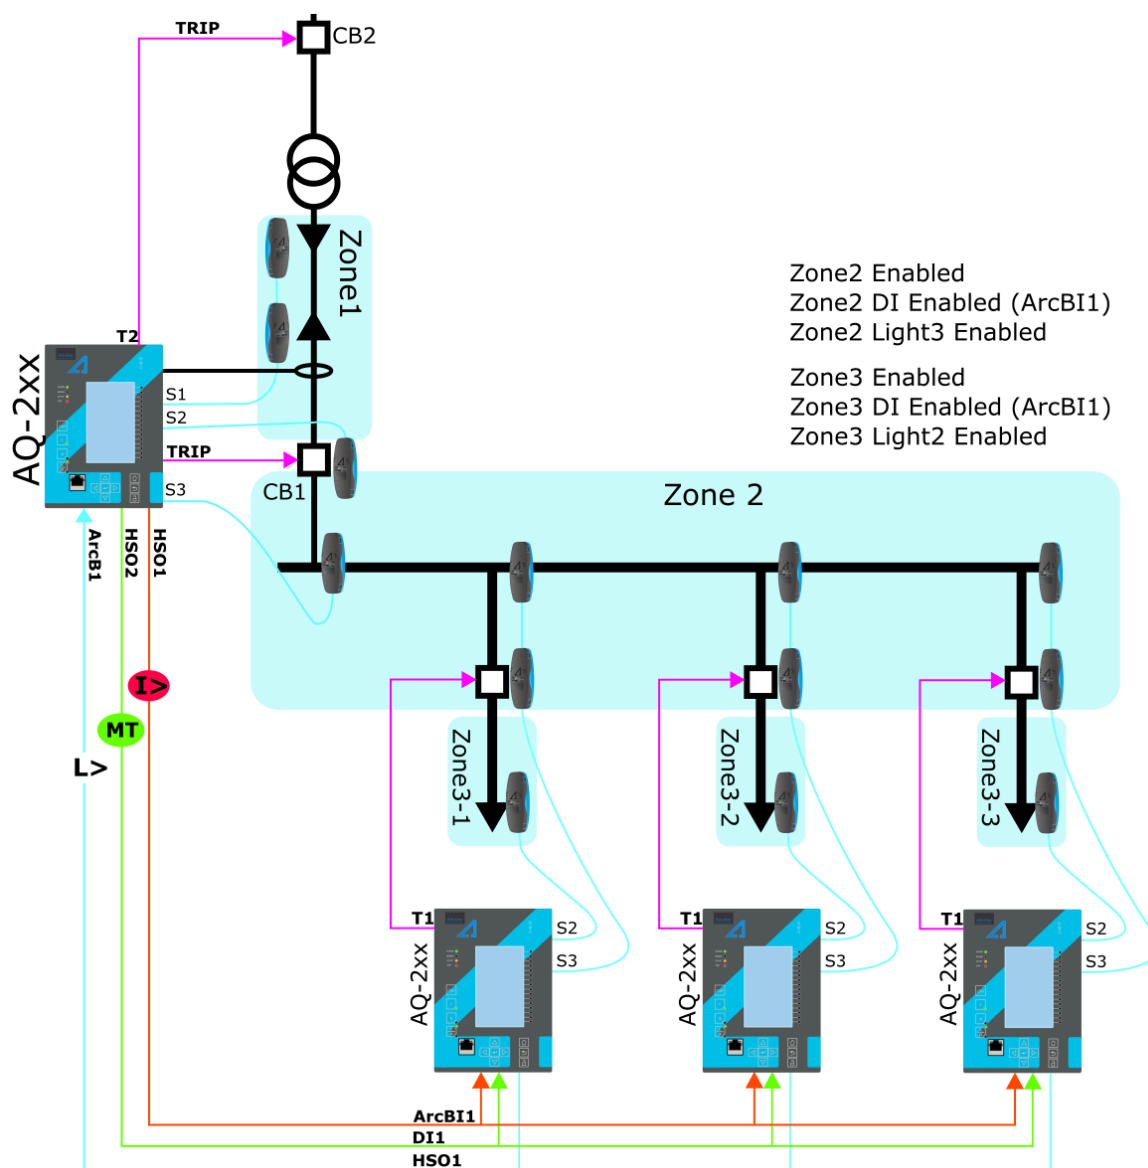 TRIP
CB2
Zone1
Zone2 Enabled
Zone2 DI Enabled (ArcBI1)
Zone2 Light3 Enabled
Zone3 Enabled
Zone3 DI Enabled (ArcBI1)
Zone3 Light2 Enabled
T2
AQ-2xx
S1
S2
TRIP
S3
CB1
Zone 2
ArcB1
HSO2
HSO1
I>
MT
L>
Zone3-1
Zone3-2
Zone3-3
T1
S2
S3
AQ-2xx
T1
S2
S3
AQ-2xx
T1
S2
S3
AQ-2xx
ArcBI1
DI1
HSO1